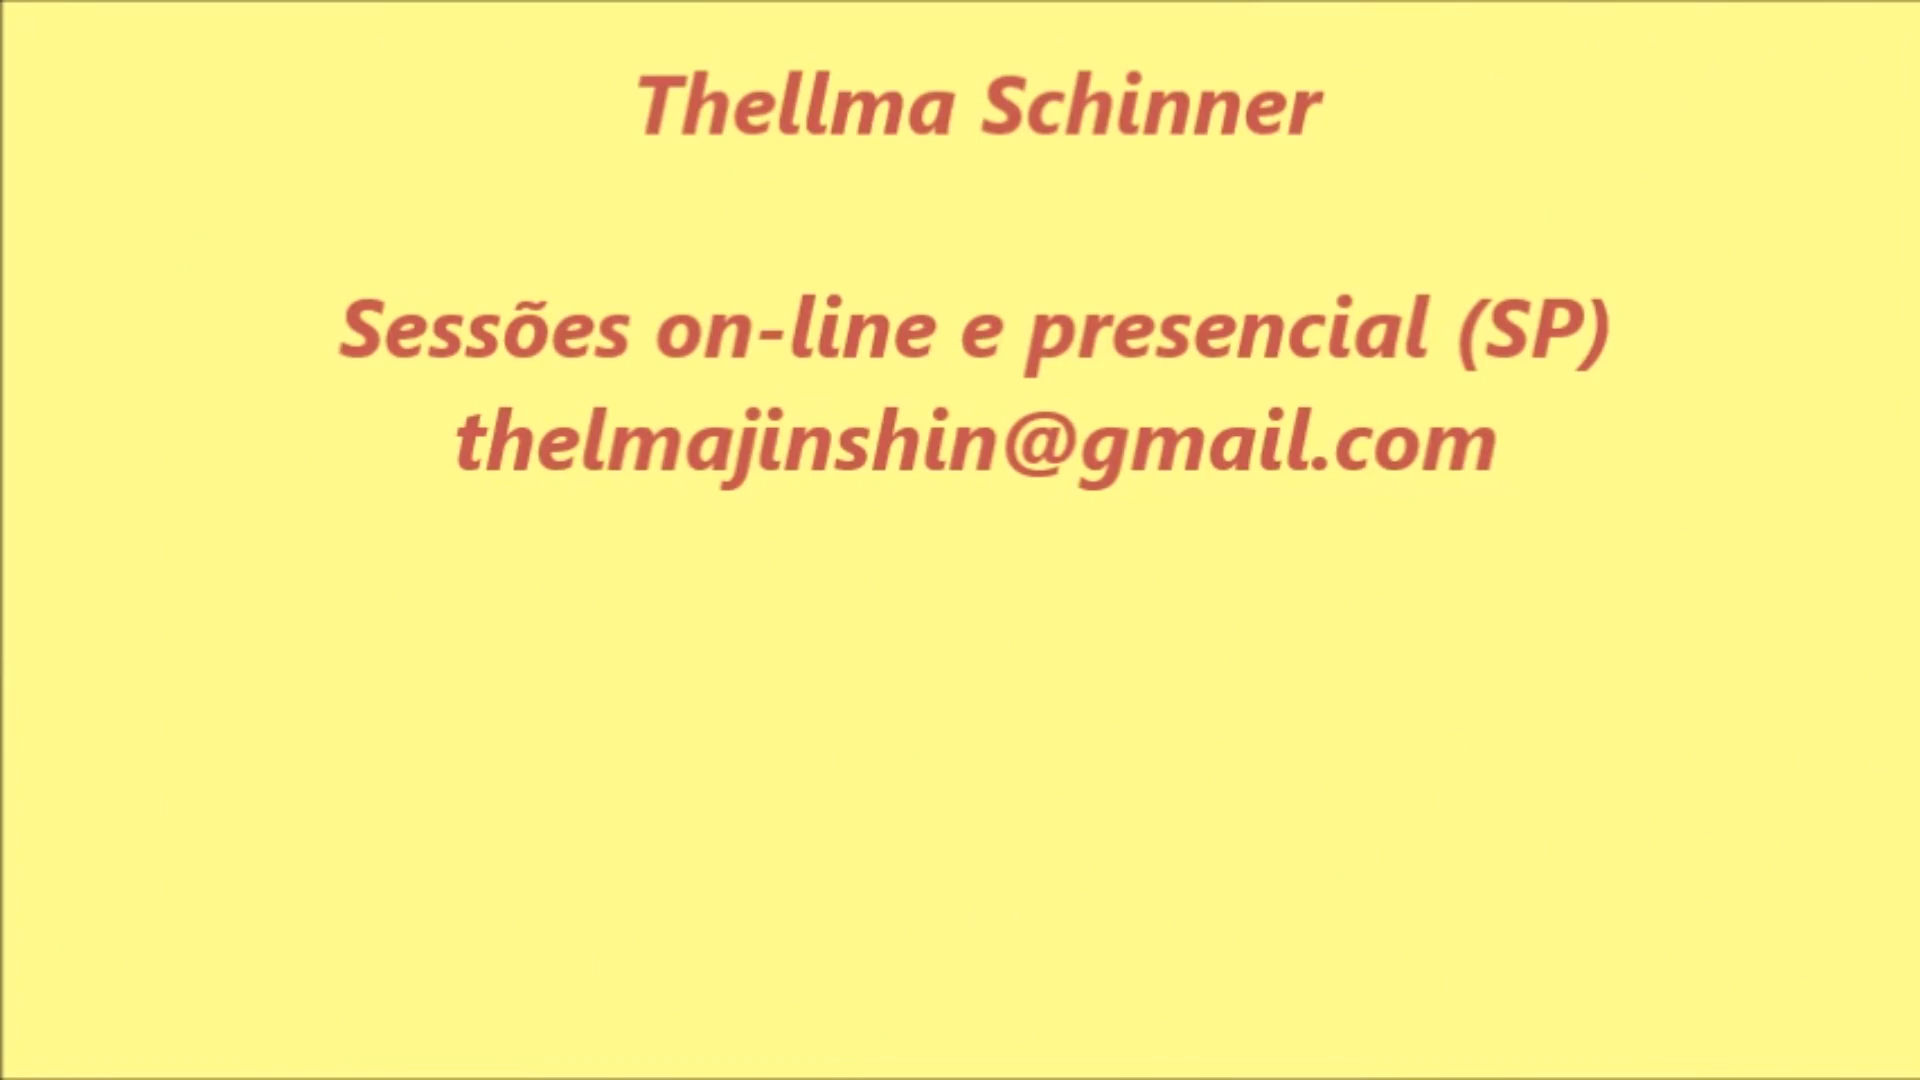 Thellma Schinner
Sessões on-line e presencial (SP)
thelmajinshin@gmail.com